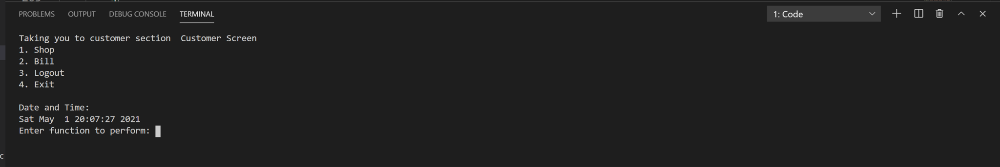 PROBLEMS OUTPUT DEBUG CONSOLE TERMINAL 1: Code
Taking you to customer section  Customer Screen
1. Shop
2. Bill
3. Logout
4. Exit
Date and Time:
Sat May  1 20:07:27 2021
Enter function to perform:
c